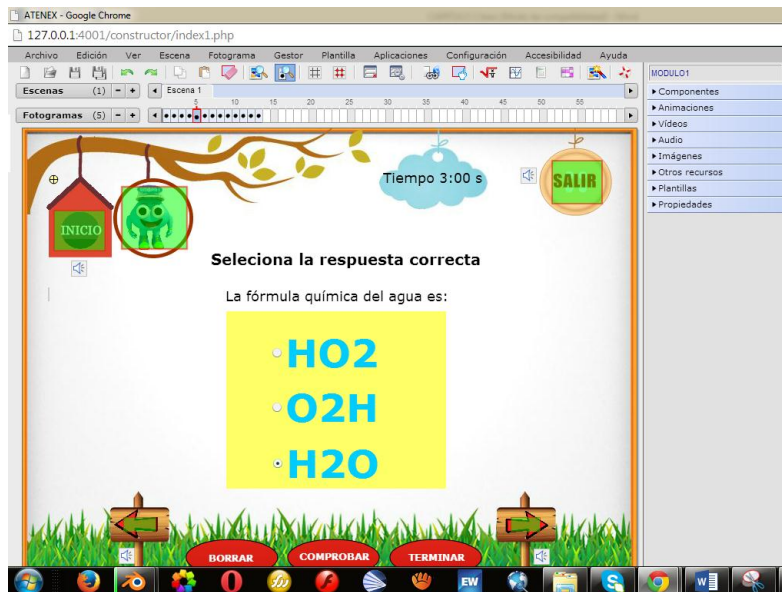 ATENEX - Google Chrome
127.0.0.1:4001/constructor/index1.php
Archivo Edición Ver Escena Fotograma Gestor Plantilla Aplicaciones Configuración Accesibilidad Ayuda
Escenas (1) - + Escena 1
5 10 15 20 25 30 35 40 45 50 55
Fotogramas (5) - +
MODULO1
Componentes
Animaciones
Vídeos
Audio
Imágenes
Otros recursos
Plantillas
Propiedades
Tiempo 3:00 s
SALIR
INICIO
Seleciona la respuesta correcta
La fórmula química del agua es:
HO2
O2H
H2O
BORRAR COMPROBAR TERMINAR
EW